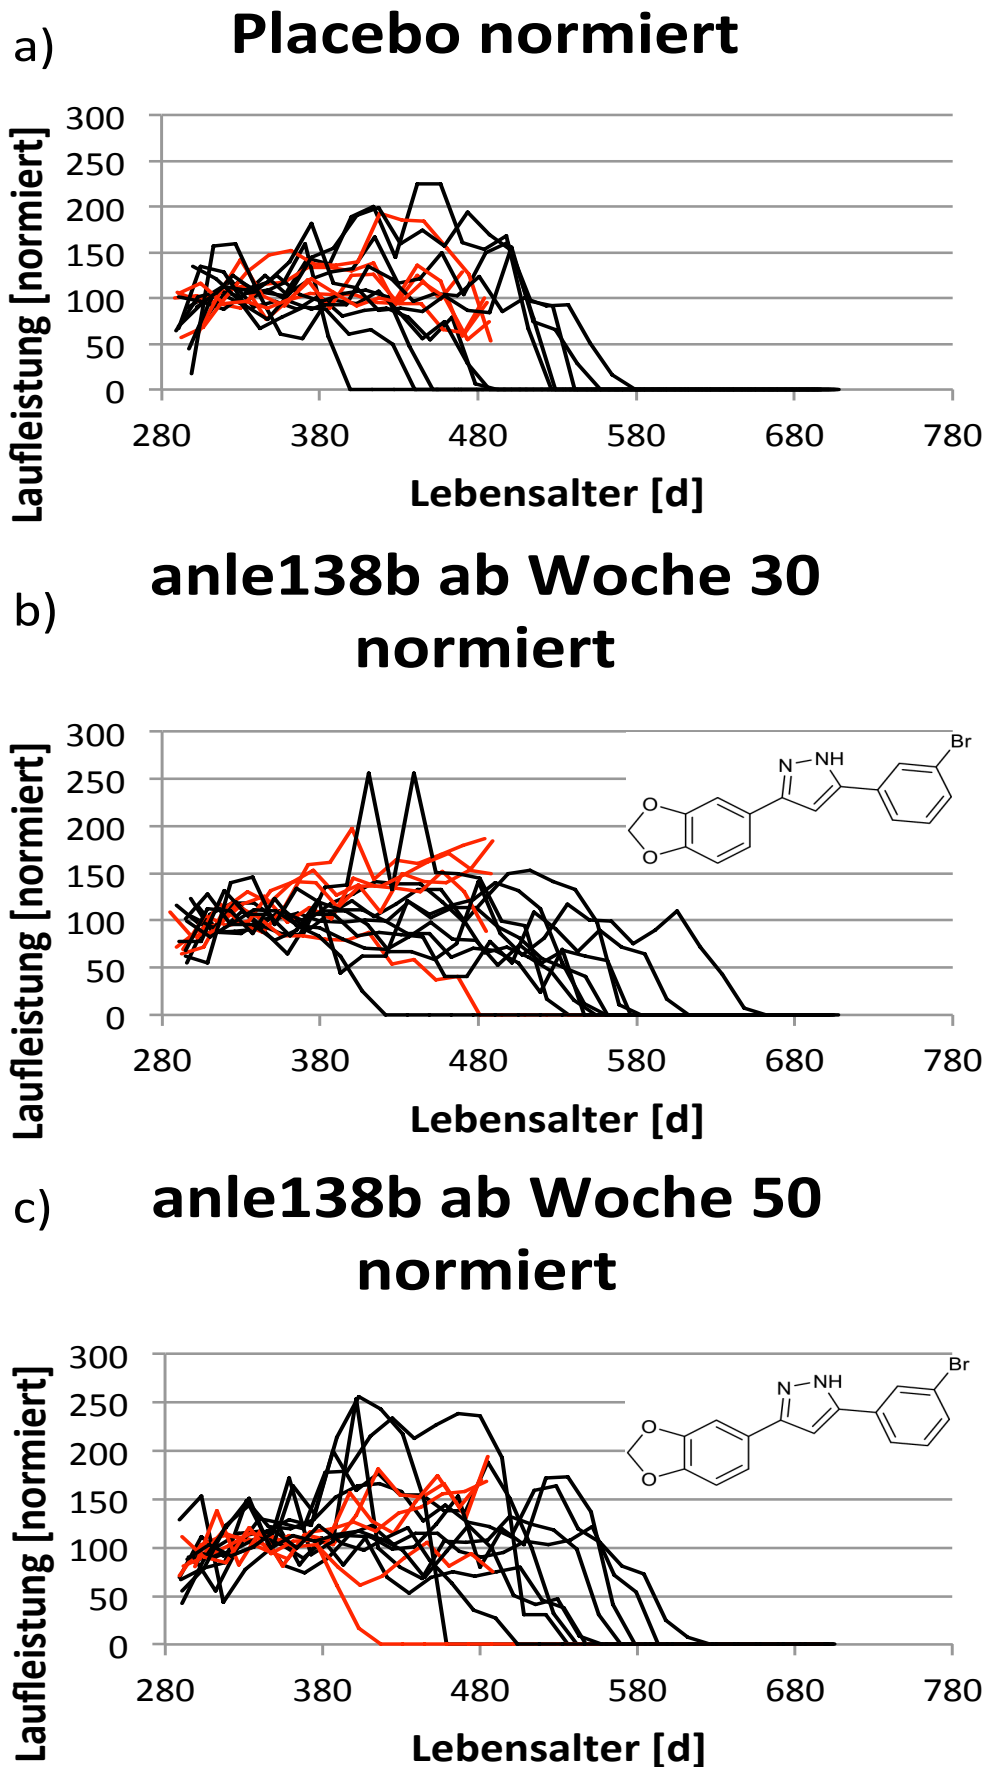 a)
Placebo normiert
Laufleistung [normiert]
300
250
200
150
100
50
0
280 380 480 580 680 780
Lebensalter [d]
b)
anle138b ab Woche 30
normiert
Laufleistung [normiert]
300
250
200
150
100
50
0
Br
N NH
O
O
280 380 480 580 680 780
Lebensalter [d]
c)
anle138b ab Woche 50
normiert
Laufleistung [normiert]
300
250
200
150
100
50
0
Br
N NH
O
O
280 380 480 580 680 780
Lebensalter [d]